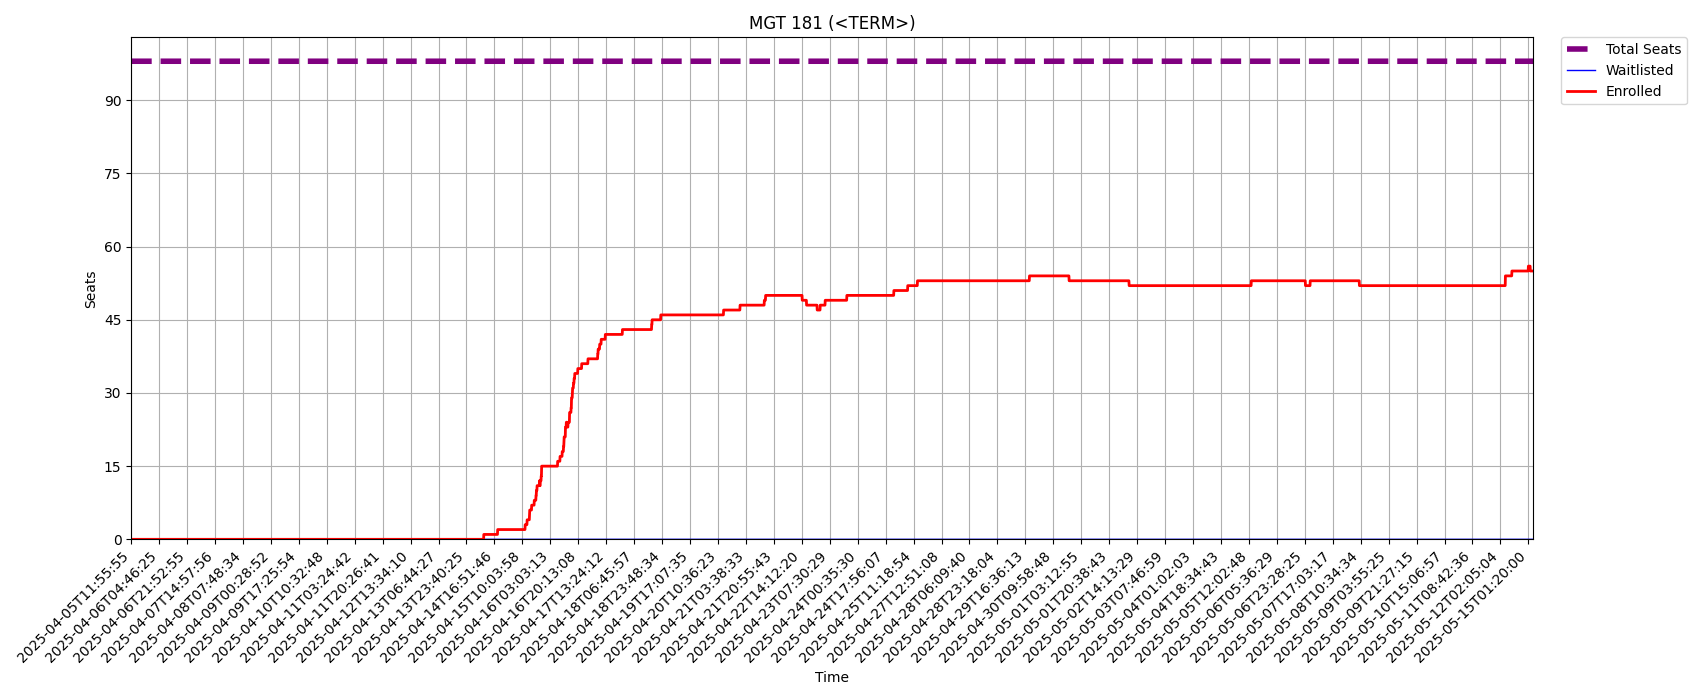 MGT 181 (<TERM>)
Total Seats
Waitlisted
Enrolled
Seats
90
75
60
45
30
15
0
2025-04-05T11:55:55
2025-04-06T04:46:25
2025-04-06T21:52:55
2025-04-07T14:57:56
2025-04-08T07:48:34
2025-04-09T00:28:52
2025-04-09T17:25:54
2025-04-10T10:32:48
2025-04-11T03:24:42
2025-04-11T20:26:41
2025-04-12T13:34:10
2025-04-13T06:44:27
2025-04-13T23:40:25
2025-04-14T16:51:46
2025-04-15T10:03:58
2025-04-16T03:03:13
2025-04-16T20:13:08
2025-04-17T13:24:12
2025-04-18T06:45:57
2025-04-18T23:48:34
2025-04-19T17:07:35
2025-04-20T10:36:23
2025-04-21T03:38:33
2025-04-21T20:55:43
2025-04-22T14:12:20
2025-04-23T07:30:29
2025-04-24T00:35:30
2025-04-24T17:56:07
2025-04-25T11:18:54
2025-04-27T12:51:08
2025-04-28T06:09:40
2025-04-28T23:18:04
2025-04-29T16:36:13
2025-04-30T09:58:48
2025-05-01T03:12:55
2025-05-01T20:38:43
2025-05-02T14:13:29
2025-05-03T07:46:59
2025-05-04T01:02:03
2025-05-04T18:34:43
2025-05-05T12:02:48
2025-05-06T05:36:29
2025-05-06T23:28:25
2025-05-07T17:03:17
2025-05-08T10:34:34
2025-05-09T03:55:25
2025-05-09T21:27:15
2025-05-10T15:06:57
2025-05-11T08:42:36
2025-05-12T02:05:04
2025-05-15T01:20:00
Time